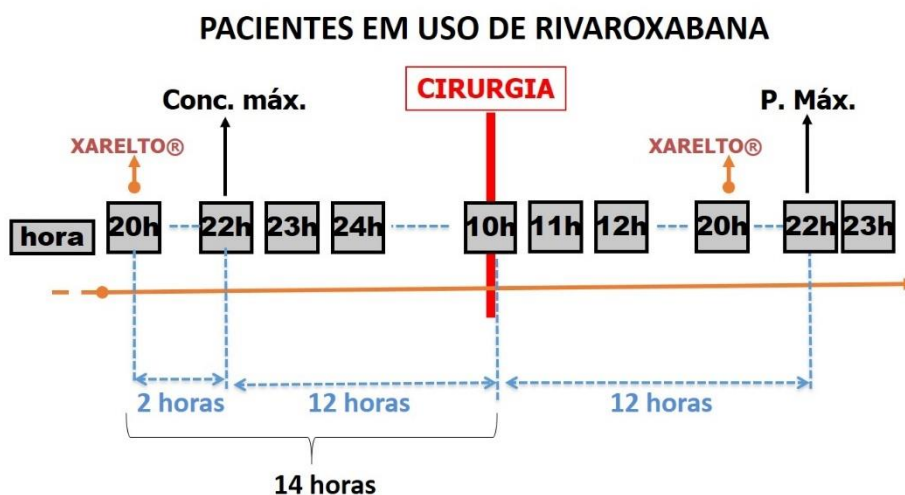 PACIENTES EM USO DE RIVAROXABANA
CIRURGIA
Conc. máx.
P. Máx.
XARELTO®
XARELTO®
hora
20h
22h
23h
24h
10h
11h
12h
20h
22h
23h
2 horas
12 horas
12 horas
14 horas